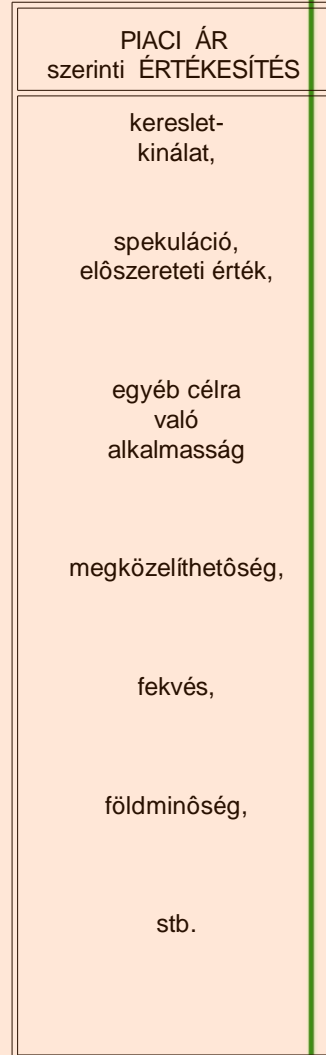 PIACI ÁR
szerinti ÉRTÉKESÍTÉS
kereslet-
kinálat,
spekuláció,
elôszereteti érték,
egyéb célra
való
alkalmasság
megközelíthetôség,
fekvés,
földminôség,
stb.